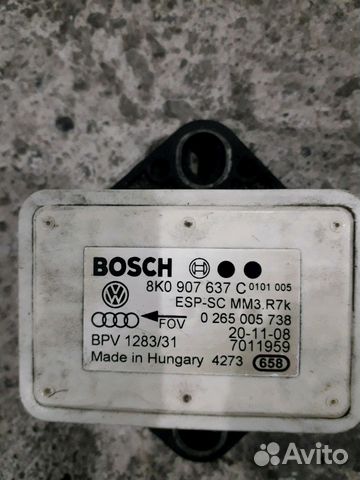 BOSCH
8K0 907 637 C 0101 005
ESP-SC MM3.R7k
FOV 0 265 005 738
BPV 1283/31 20-11-08
7011959
Made in Hungary 4273 658
Avito